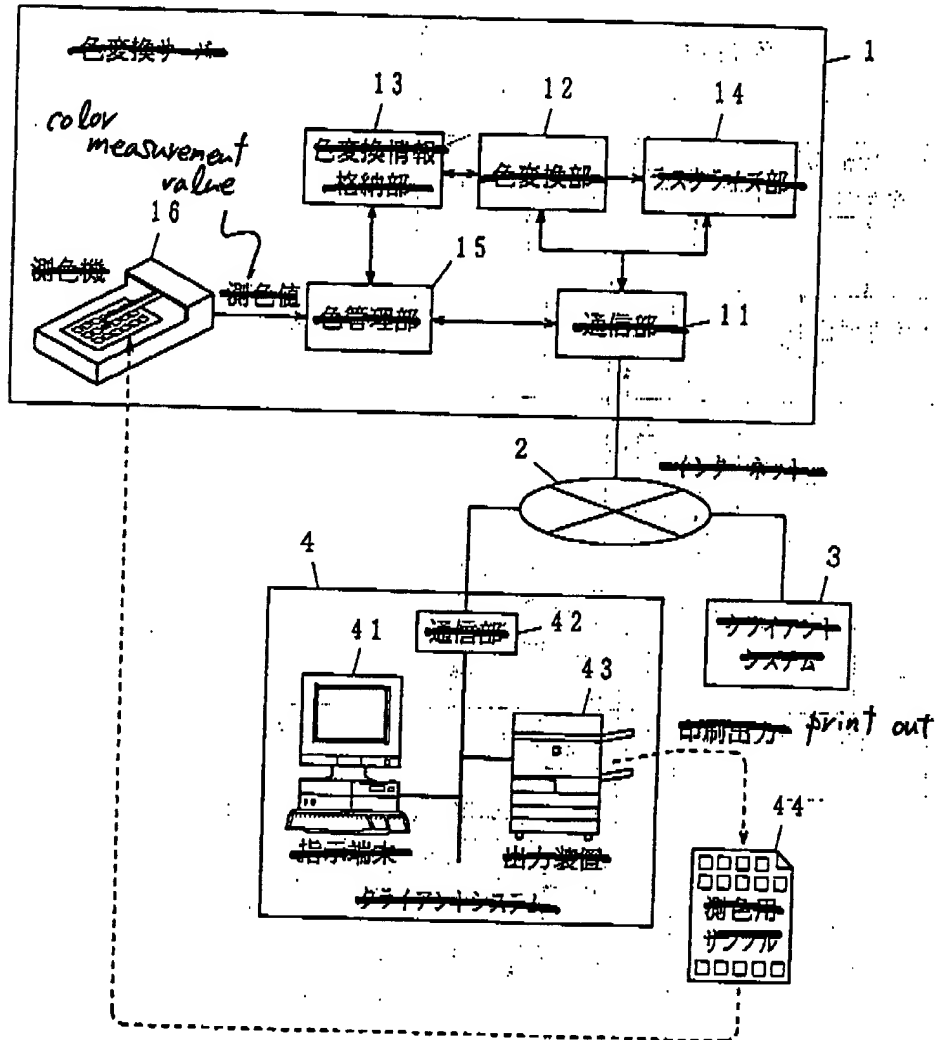 色変換サーバ
1
color
measurement
value
13
12
14
色変換情報
格納部
色変換部
ラスタライズ部
16
測色機
測色値
15
色管理部
通信部
11
2
インターネット
4
3
クライアント
システム
41
通信部
42
43
指示端末
出力装置
クライアントシステム
印刷出力 print out
44
測色用
サンプル